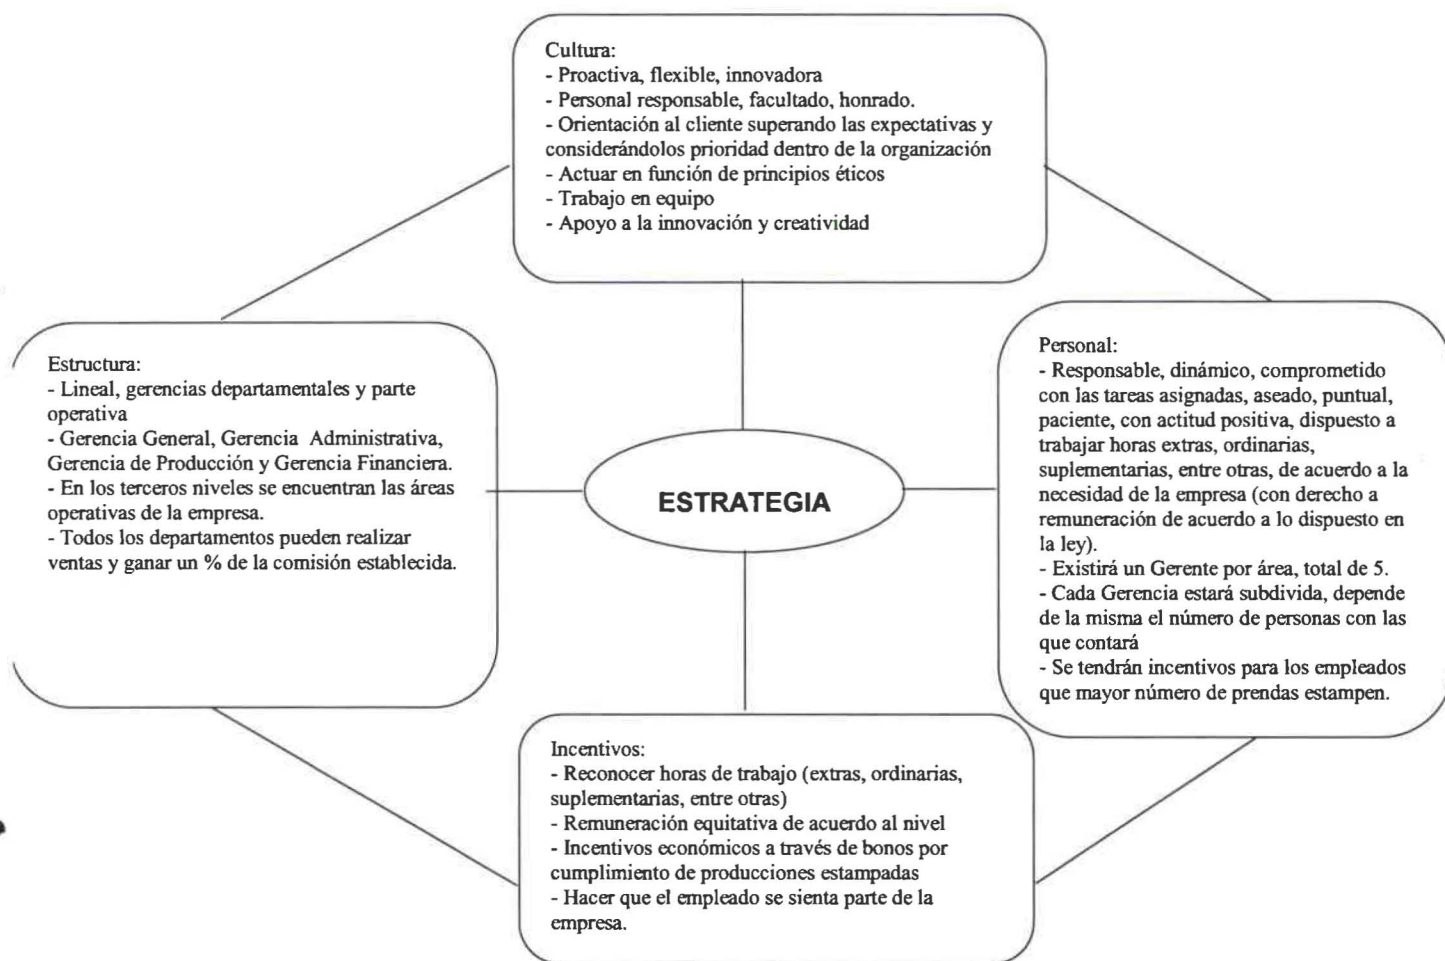 Cultura:
- Proactiva, flexible, innovadora
- Personal responsable, facultado, honrado.
- Orientación al cliente superando las expectativas y
considerándolos prioridad dentro de la organización
- Actuar en función de principios éticos
- Trabajo en equipo
- Apoyo a la innovación y creatividad
Estructura:
- Lineal, gerencias departamentales y parte
operativa
- Gerencia General, Gerencia Administrativa,
Gerencia de Producción y Gerencia Financiera.
- En los terceros niveles se encuentran las áreas
operativas de la empresa.
- Todos los departamentos pueden realizar
ventas y ganar un % de la comisión establecida.
ESTRATEGIA
Personal:
- Responsable, dinámico, comprometido
con las tareas asignadas, aseado, puntual,
paciente, con actitud positiva, dispuesto a
trabajar horas extras, ordinarias,
suplementarias, entre otras, de acuerdo a la
necesidad de la empresa (con derecho a
remuneración de acuerdo a lo dispuesto en
la ley).
- Existirá un Gerente por área, total de 5.
- Cada Gerencia estará subdivida, depende
de la misma el número de personas con las
que contará
- Se tendrán incentivos para los empleados
que mayor número de prendas estampen.
Incentivos:
- Reconocer horas de trabajo (extras, ordinarias,
suplementarias, entre otras)
- Remuneración equitativa de acuerdo al nivel
- Incentivos económicos a través de bonos por
cumplimiento de producciones estampadas
- Hacer que el empleado se sienta parte de la
empresa.